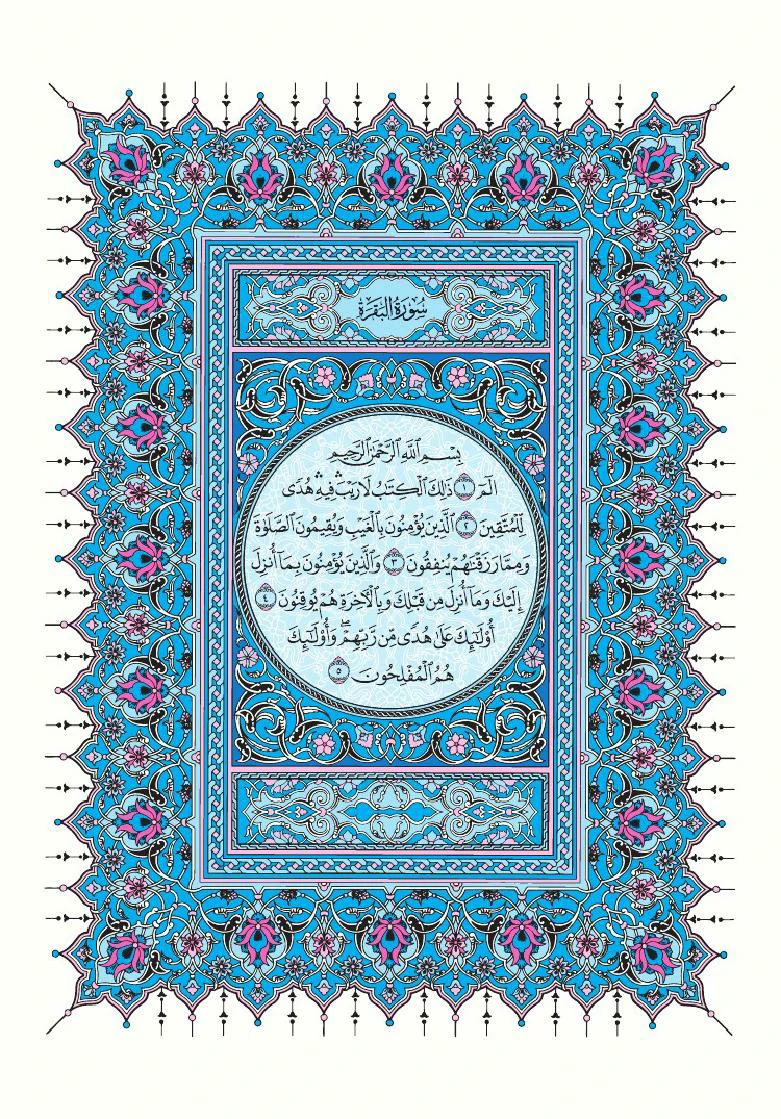 سُورَةُ البَقَرَةِ
بِسْمِ ٱللَّهِ ٱلرَّحْمَٰنِ ٱلرَّحِيمِ
الٓمٓ ١ ذَٰلِكَ ٱلْكِتَٰبُ لَا رَيْبَۛ فِيهِۛ هُدًى
لِّلْمُتَّقِينَ ٢ ٱلَّذِينَ يُؤْمِنُونَ بِٱلْغَيْبِ وَيُقِيمُونَ ٱلصَّلَوٰةَ
وَمِمَّا رَزَقْنَٰهُمْ يُنفِقُونَ ٣ وَٱلَّذِينَ يُؤْمِنُونَ بِمَآ أُنزِلَ
إِلَيْكَ وَمَآ أُنزِلَ مِن قَبْلِكَ وَبِٱلْأٓخِرَةِ هُمْ يُوقِنُونَ ٤
أُو۟لَٰٓئِكَ عَلَىٰ هُدًى مِّن رَّبِّهِمْۖ وَأُو۟لَٰٓئِكَ
هُمُ ٱلْمُفْلِحُونَ ٥